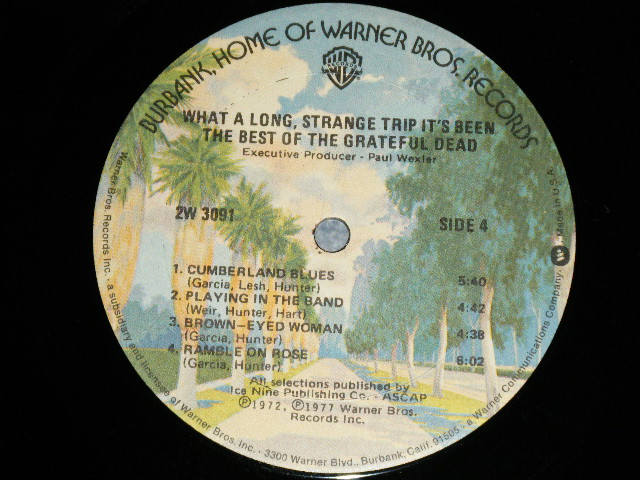 BURBANK, HOME OF WARNER BROS. RECORDS
WHAT A LONG, STRANGE TRIP IT'S BEEN
THE BEST OF THE GRATEFUL DEAD
Executive Producer - Paul Wexler
2W 3091
SIDE 4
1. CUMBERLAND BLUES 5:40
(Garcia, Lesh, Hunter)
2. PLAYING IN THE BAND 4:42
(Weir, Hunter, Hart)
3. BROWN-EYED WOMAN 4:38
(Garcia, Hunter)
4. RAMBLE ON ROSE 6:02
(Garcia, Hunter)
All selections published by
Ice Nine Publishing Co. - ASCAP
Ⓟ1972, Ⓟ1977 Warner Bros.
Records Inc.
Warner Bros. Records Inc. - a subsidiary and licensee of Warner Bros. Inc. • 3300 Warner Blvd., Burbank, Calif. 91505 • a Warner Communications Company. Made in U.S.A.